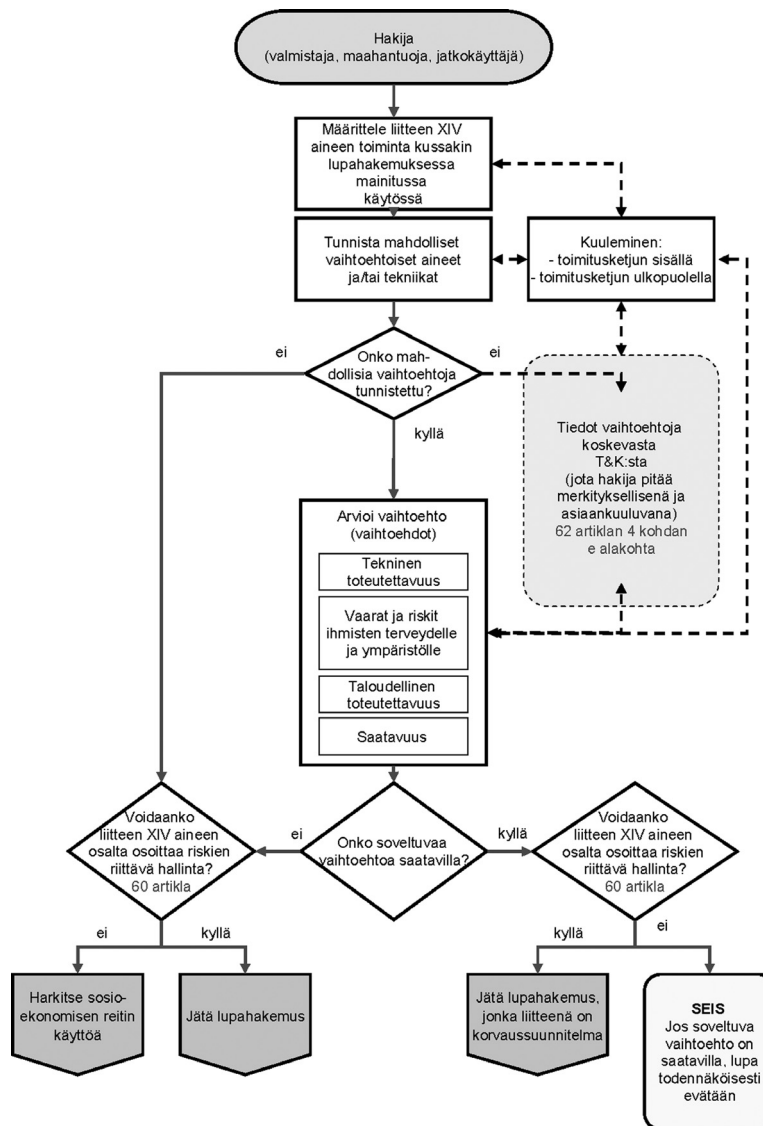 Hakija
(valmistaja, maahantuoja, jatkokäyttäjä)
Määrittele liitteen XIV
aineen toiminta kussakin
lupahakemuksessa
mainitussa
käytössä
Tunnista mahdolliset
vaihtoehtoiset aineet
ja/tai tekniikat
Kuuleminen:
- toimitusketjun sisällä
- toimitusketjun ulkopuolella
ei
Onko mah-
dollisia vaihtoehtoja
tunnistettu?
ei
kyllä
Tiedot vaihtoehtoja
koskevasta
T&K:sta
(jota hakija pitää
merkityksellisenä ja
asiaankuuluvana)
62 artiklan 4 kohdan
e alakohta
Arvioi vaihtoehto
(vaihtoehdot)
Tekninen
toteutettavuus
Vaarat ja riskit
ihmisten terveydelle
ja ympäristölle
Taloudellinen
toteutettavuus
Saatavuus
Voidaanko
liitteen XIV aineen
osalta osoittaa riskien
riittävä hallinta?
60 artikla
ei
Onko soveltuvaa
vaihtoehtoa saatavilla?
kyllä
Voidaanko
liitteen XIV aineen
osalta osoittaa riskien
riittävä hallinta?
60 artikla
ei
kyllä
kyllä
ei
Harkitse sosio-
ekonomisen reitin
käyttöä
Jätä lupahakemus
Jätä lupahakemus,
jonka liitteenä on
korvaussuunnitelma
SEIS
Jos soveltuva
vaihtoehto on
saatavilla, lupa
todennäköisesti
evätään